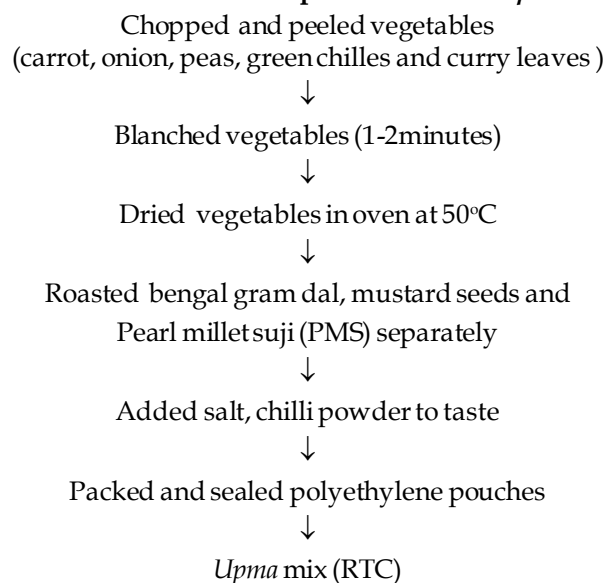 Chopped and peeled vegetables
(carrot, onion, peas, green chilles and curry leaves )
↓
Blanched vegetables (1-2minutes)
↓
Dried vegetables in oven at 50°C
↓
Roasted bengal gram dal, mustard seeds and
Pearl millet suji (PMS) separately
↓
Added salt, chilli powder to taste
↓
Packed and sealed polyethylene pouches
↓
Upma mix (RTC)